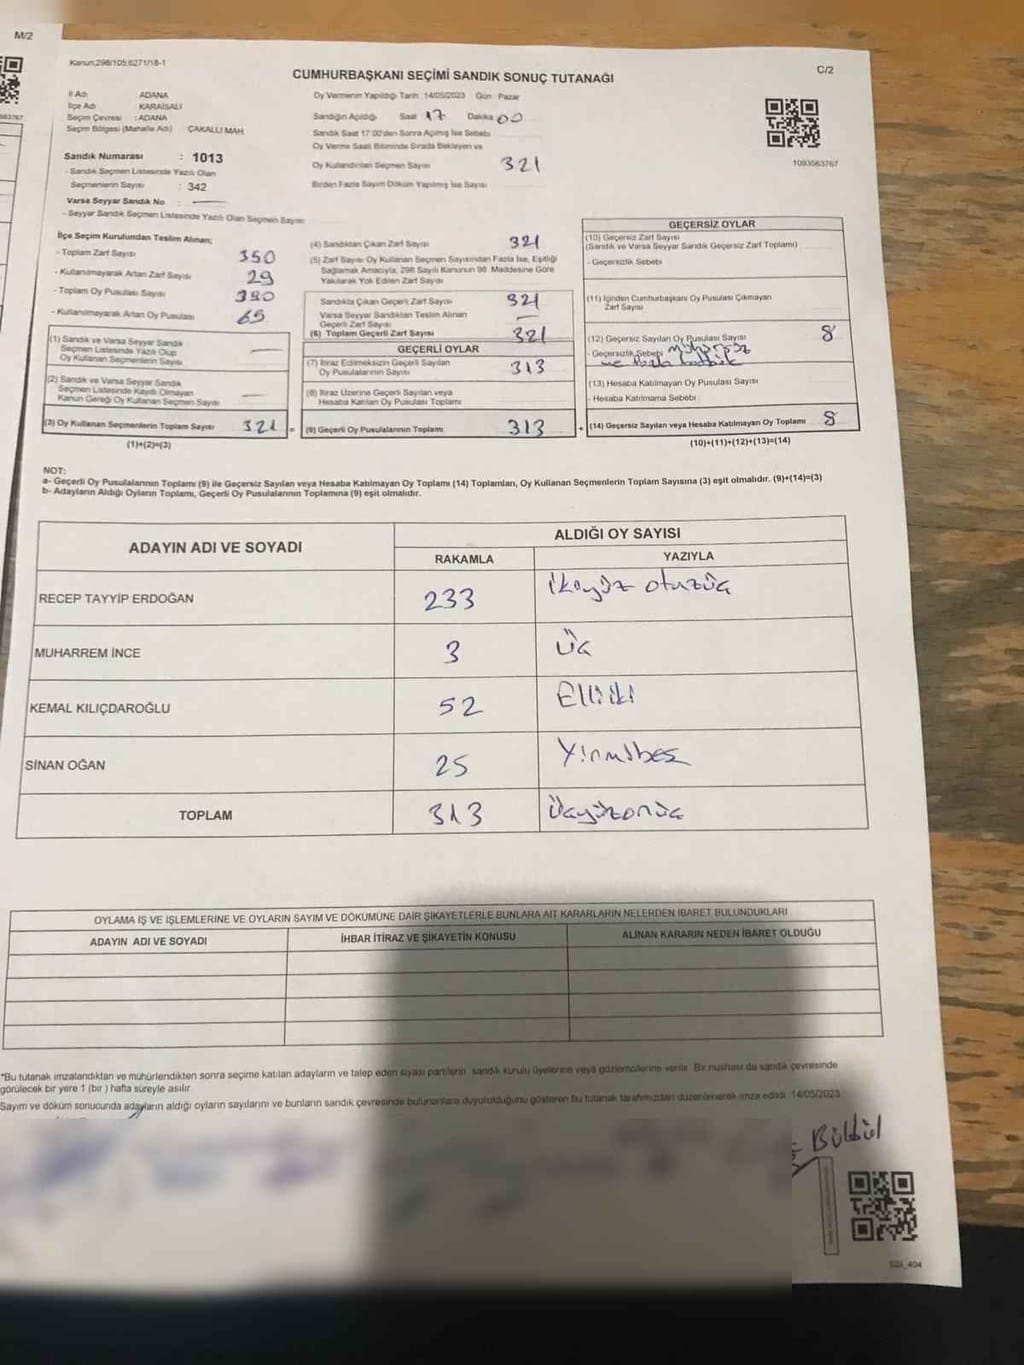 M/2
Kanun:298/105;6271/18-1
C/2
CUMHURBAŞKANI SEÇİMİ SANDIK SONUÇ TUTANAĞI
İl Adı ADANA
İlçe Adı KARAİSALI
Seçim Çevresi : ADANA
Seçim Bölgesi (Mahalle Adı) ÇAKALLI MAH.
Sandık Numarası : 1013
- Sandık Seçmen Listesinde Yazılı Olan
Seçmenlerin Sayısı : 342
Varsa Seyyar Sandık No :
- Seyyar Sandık Seçmen Listesinde Yazılı Olan Seçmen Sayısı
Oy Vermenin Yapıldığı Tarih 14/05/2023 Gün Pazar
Sandığın Açıldığı Saat 17 Dakika 00
Sandık Saat 17:00'den Sonra Açılmış İse Sebebi
Oy Verme Saati Bitiminde Sırada Bekleyen ve
Oy Kullandırılan Seçmen Sayısı 321
Birden Fazla Sayım Döküm Yapılmış İse Sayısı
1093563767
563767
İlçe Seçim Kurulundan Teslim Alınan;
- Toplam Zarf Sayısı 350
- Kullanılmayarak Artan Zarf Sayısı 29
- Toplam Oy Pusulası Sayısı 380
- Kullanılmayarak Artan Oy Pusulası 65
(1) Sandık ve Varsa Seyyar Sandık
Seçmen Listesinde Yazılı Olup
Oy Kullanan Seçmenlerin Sayısı
(2) Sandık ve Varsa Seyyar Sandık
Seçmen Listesinde Kayıtlı Olmayan
Kanun Gereği Oy Kullanan Seçmen Sayısı
(3) Oy Kullanan Seçmenlerin Toplam Sayısı 321 =
(1)+(2)=(3)
(4) Sandıktan Çıkan Zarf Sayısı 321
(5) Zarf Sayısı Oy Kullanan Seçmen Sayısından Fazla İse, Eşitliği
Sağlamak Amacıyla, 298 Sayılı Kanunun 98. Maddesine Göre
Yakılarak Yok Edilen Zarf Sayısı
Sandıkta Çıkan Geçerli Zarf Sayısı 321
Varsa Seyyar Sandıktan Teslim Alınan
Geçerli Zarf Sayısı
(6) Toplam Geçerli Zarf Sayısı 321
GEÇERLİ OYLAR
(7) İtiraz Edilmeksizin Geçerli Sayılan
Oy Pusulalarının Sayısı 313
(8) İtiraz Üzerine Geçerli Sayılan veya
Hesaba Katılan Oy Pusulası Toplamı
(9) Geçerli Oy Pusulalarının Toplamı 313 +
GEÇERSİZ OYLAR
(10) Geçersiz Zarf Sayısı
(Sandık ve Varsa Seyyar Sandık Geçersiz Zarf Toplamı)
- Geçersizlik Sebebi
(11) İçinden Cumhurbaşkanı Oy Pusulası Çıkmayan
Zarf Sayısı
(12) Geçersiz Sayılan Oy Pusulası Sayısı 8
- Geçersizlik Sebebi
(13) Hesaba Katılmayan Oy Pusulası Sayısı
- Hesaba Katılmama Sebebi
(14) Geçersiz Sayılan veya Hesaba Katılmayan Oy Toplamı 8
(10)+(11)+(12)+(13)=(14)
NOT:
a- Geçerli Oy Pusulalarının Toplamı (9) ile Geçersiz Sayılan veya Hesaba Katılmayan Oy Toplamı (14) Toplamları, Oy Kullanan Seçmenlerin Toplam Sayısına (3) eşit olmalıdır. (9)+(14)=(3)
b- Adayların Aldığı Oyların Toplamı, Geçerli Oy Pusulalarının Toplamına (9) eşit olmalıdır.
ADAYIN ADI VE SOYADI
ALDIĞI OY SAYISI
RAKAMLA YAZIYLA
RECEP TAYYİP ERDOĞAN 233 İkiyüz otuzüç
MUHARREM İNCE 3 Üç
KEMAL KILIÇDAROĞLU 52 Elliiki
SİNAN OĞAN 25 Yirmibeş
TOPLAM 313 Üçyüzonüç
OYLAMA İŞ VE İŞLEMLERİNE VE OYLARIN SAYIM VE DÖKÜMÜNE DAİR ŞİKAYETLERLE BUNLARA AİT KARARLARIN NELERDEN İBARET BULUNDUKLARI
ADAYIN ADI VE SOYADI İHBAR İTİRAZ VE ŞİKAYETİN KONUSU ALINAN KARARIN NEDEN İBARET OLDUĞU
*Bu tutanak imzalandıktan ve mühürlendikten sonra seçime katılan adayların ve talep eden siyasi partilerin sandık kurulu üyelerine veya gözlemcilerine verilir. Bir nüshası da sandık çevresinde
görülecek bir yere 1 (bir) hafta süreyle asılır.
Sayım ve döküm sonucunda adayların aldığı oyların sayılarını ve bunların sandık çevresinde bulunanlara duyurulduğunu gösteren bu tutanak tarafımızdan düzenlenerek imza edildi. 14/05/2023
Bülbül